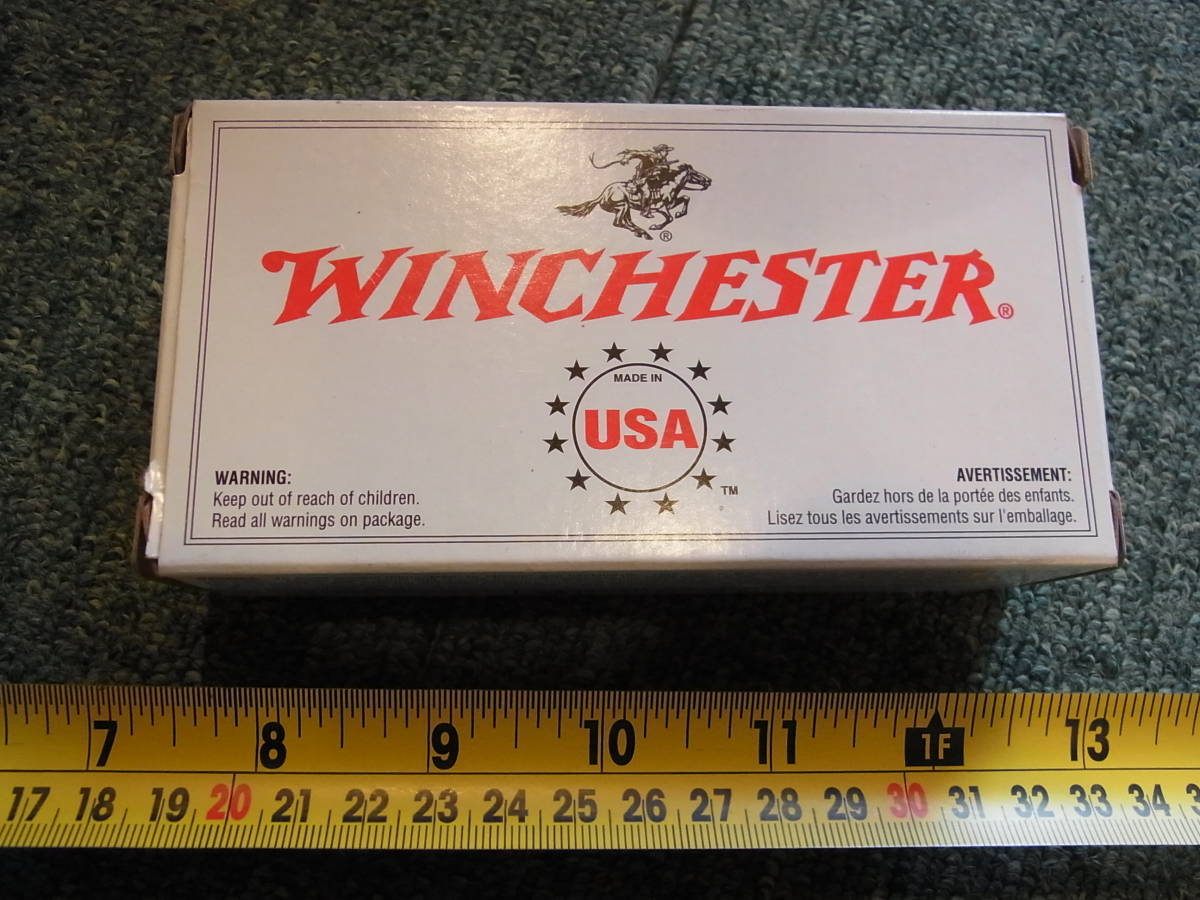 ®
WINCHESTER®
MADE IN
USA
™
WARNING:
Keep out of reach of children.
Read all warnings on package.
AVERTISSEMENT:
Gardez hors de la portée des enfants.
Lisez tous les avertissements sur l'emballage.
7 8 9 10 11 1F 13
17 18 19 20 21 22 23 24 25 26 27 28 29 30 31 32 33 34